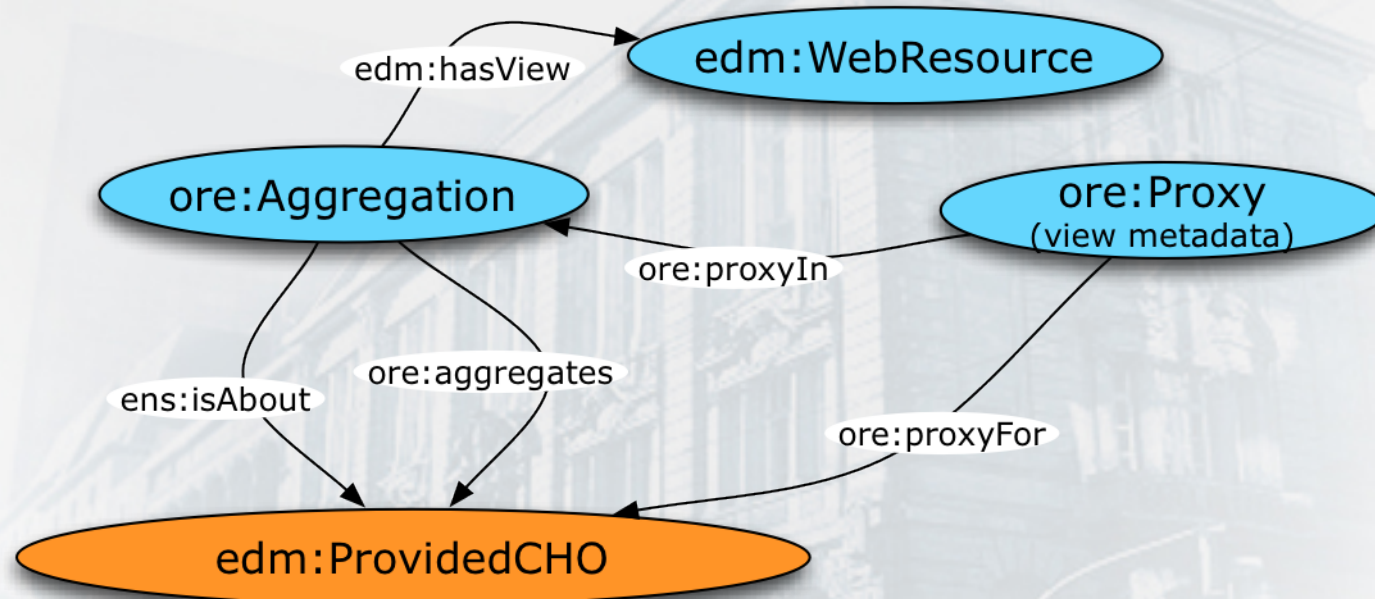 edm:WebResource
edm:hasView
ore:Aggregation
ore:Proxy
(view metadata)
ore:proxyIn
ore:aggregates
ens:isAbout
ore:proxyFor
edm:ProvidedCHO